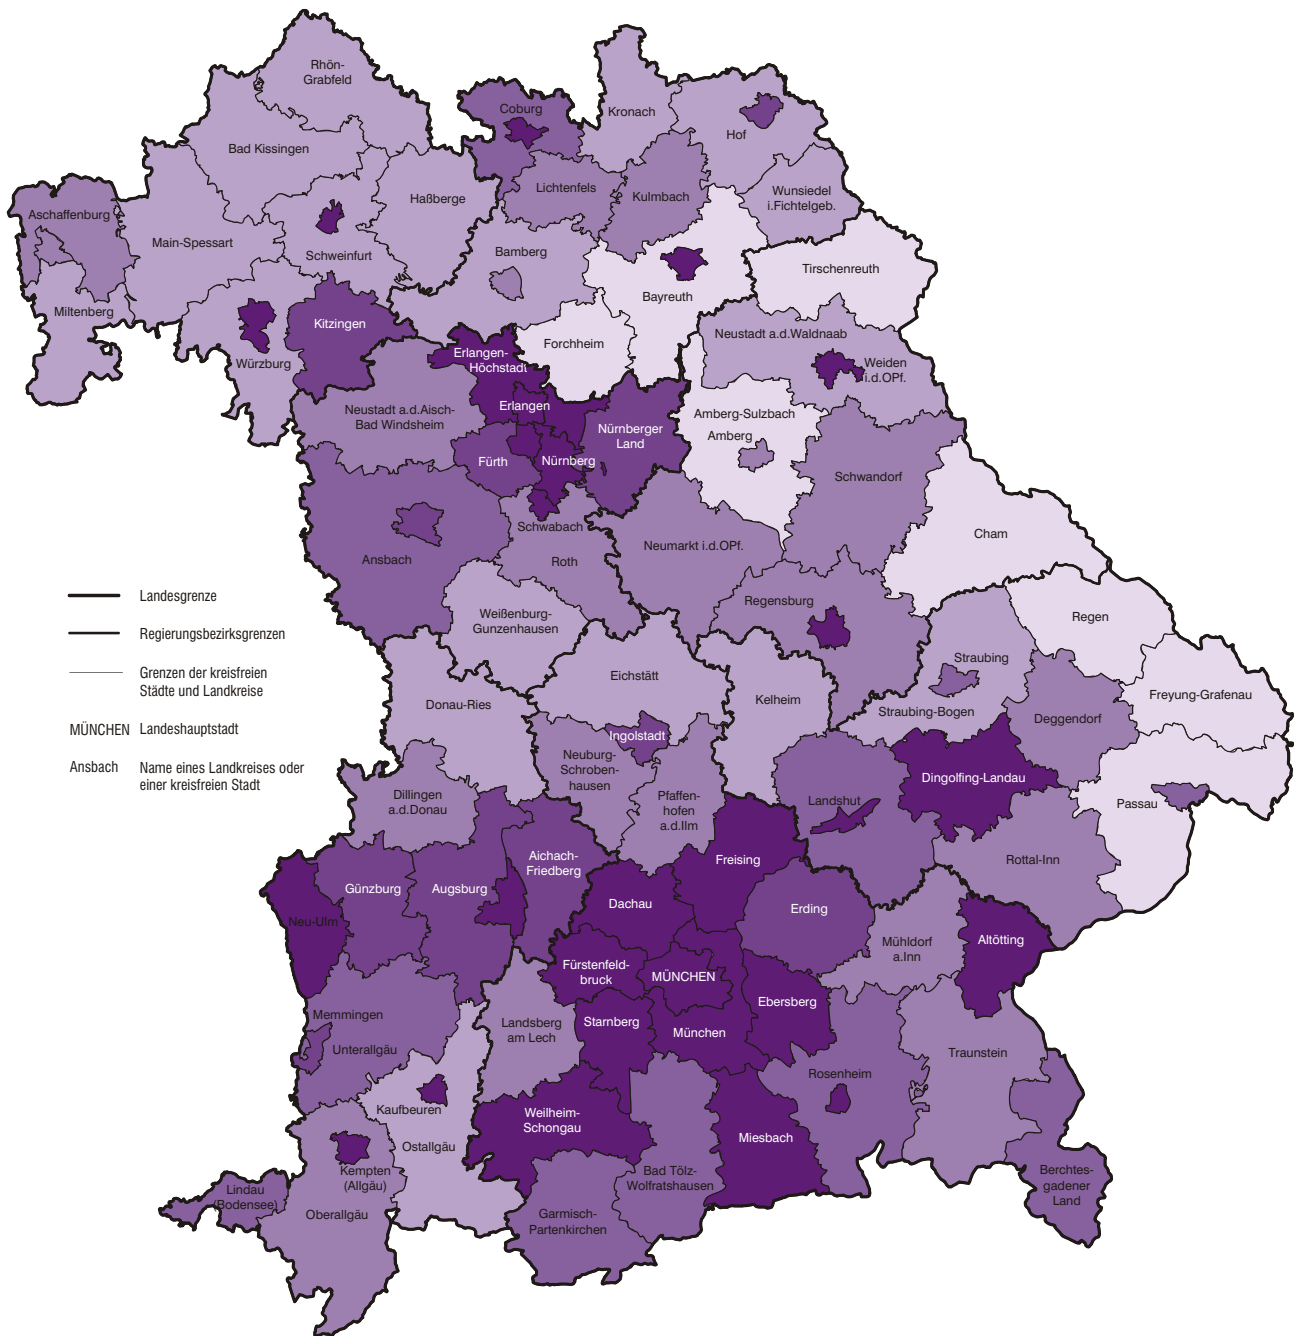 Rhön-
Grabfeld
Coburg
Kronach
Hof
Bad Kissingen
Haßberge
Lichtenfels
Kulmbach
Wunsiedel
i.Fichtelgeb.
Aschaffenburg
Main-Spessart
Schweinfurt
Bamberg
Tirschenreuth
Bayreuth
Miltenberg
Kitzingen
Würzburg
Erlangen-
Höchstadt
Forchheim
Neustadt a.d.Waldnaab
Weiden
i.d.OPf.
Neustadt a.d.Aisch-
Bad Windsheim
Erlangen
Nürnberger
Land
Amberg-Sulzbach
Amberg
Fürth
Nürnberg
Schwandorf
Schwabach
Roth
Ansbach
Neumarkt i.d.OPf.
Cham
Landesgrenze
Regierungsbezirksgrenzen
Grenzen der kreisfreien
Städte und Landkreise
MÜNCHEN Landeshauptstadt
Ansbach Name eines Landkreises oder
einer kreisfreien Stadt
Weißenburg-
Gunzenhausen
Regensburg
Regen
Straubing
Eichstätt
Kelheim
Freyung-Grafenau
Donau-Ries
Straubing-Bogen
Deggendorf
Ingolstadt
Neuburg-
Schroben-
hausen
Dingolfing-Landau
Dillingen
a.d.Donau
Pfaffen-
hofen
a.d.Ilm
Landshut
Passau
Aichach-
Friedberg
Freising
Rottal-Inn
Günzburg
Augsburg
Dachau
Erding
Neu-Ulm
Mühldorf
a.Inn
Altötting
Fürstenfeld-
bruck
MÜNCHEN
Ebersberg
Memmingen
Unterallgäu
Landsberg
am Lech
Starnberg
München
Traunstein
Rosenheim
Kaufbeuren
Ostallgäu
Weilheim-
Schongau
Miesbach
Kempten
(Allgäu)
Bad Tölz-
Wolfratshausen
Berchtes-
gadener
Land
Lindau
(Bodensee)
Oberallgäu
Garmisch-
Partenkirchen